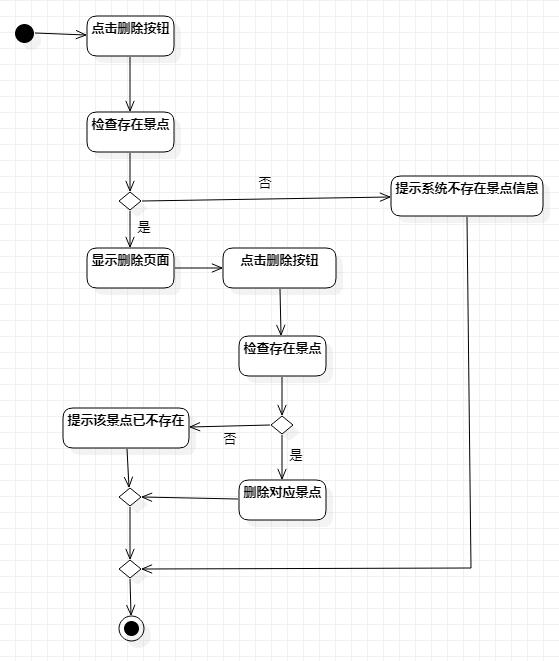 点击删除按钮
检查存在景点
否
提示系统不存在景点信息
是
显示删除页面
点击删除按钮
检查存在景点
提示该景点已不存在
否
是
删除对应景点